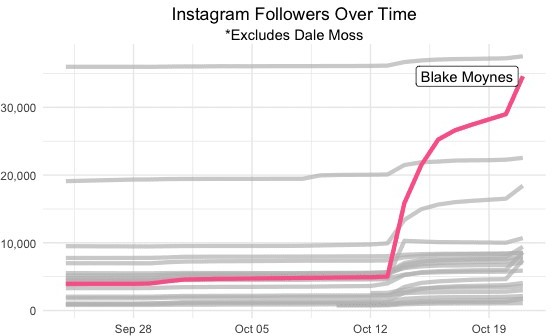 Instagram Followers Over Time
*Excludes Dale Moss
Blake Moynes
30,000
20,000
10,000
0
Sep 28
Oct 05
Oct 12
Oct 19